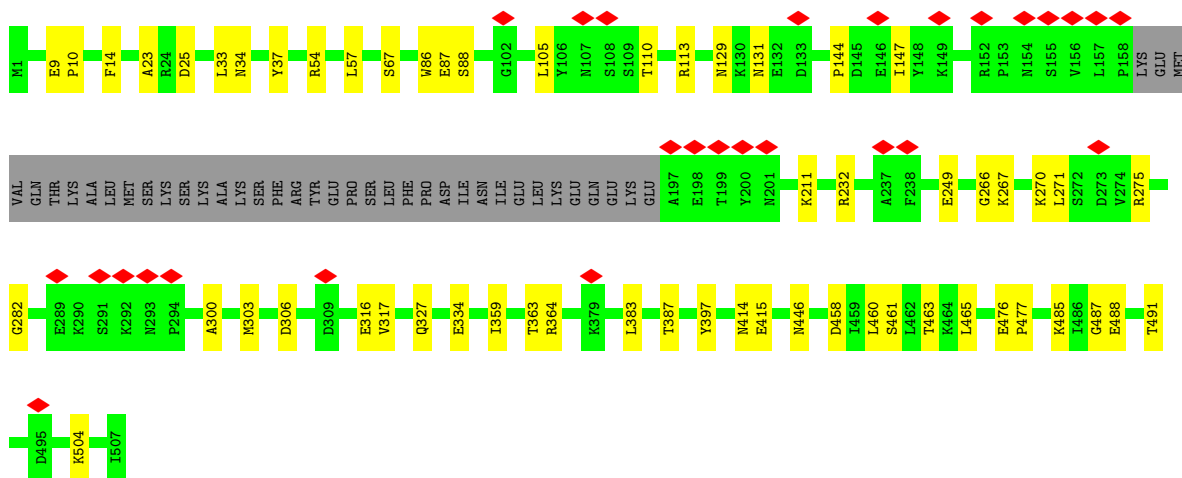 M1 E9 P10 F14 A23 R24 D25 L33 N34 Y37 R54 L57 S67 W86 E87 S88 G102 L105 Y106 N107 S108 S109 T110 R113 N129 K130 N131 E132 D133 P144 D145 E146 I147 Y148 K149 R152 P153 N154 S155 V156 L157 P158 LYS GLU MET
VAL GLN THR LYS ALA LEU MET SER LYS SER LYS ALA LYS SER PHE ARG TYR GLU PRO SER LEU PHE PRO ASP ILE ASN ILE GLU LEU LYS GLU GLN GLU LYS GLU A197 E198 T199 Y200 N201 K211 R232 A237 F238 E249 G266 K267 K270 L271 S272 D273 V274 R275
G282 E289 K290 S291 K292 N293 P294 A300 M303 D306 D309 E316 V317 Q327 E334 I359 T363 R364 K379 L383 T387 Y397 N414 E415 N446 D458 I459 L460 S461 L462 T463 K464 L465 E476 P477 K485 I486 G487 E488 T491
D495 K504 I507